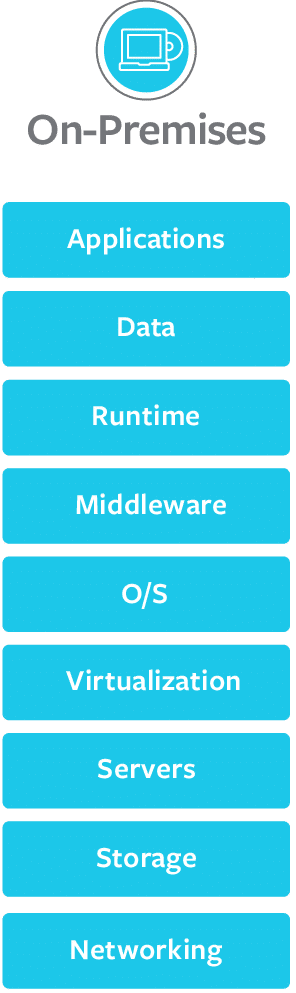 On-Premises
Applications
Data
Runtime
Middleware
O/S
Virtualization
Servers
Storage
Networking